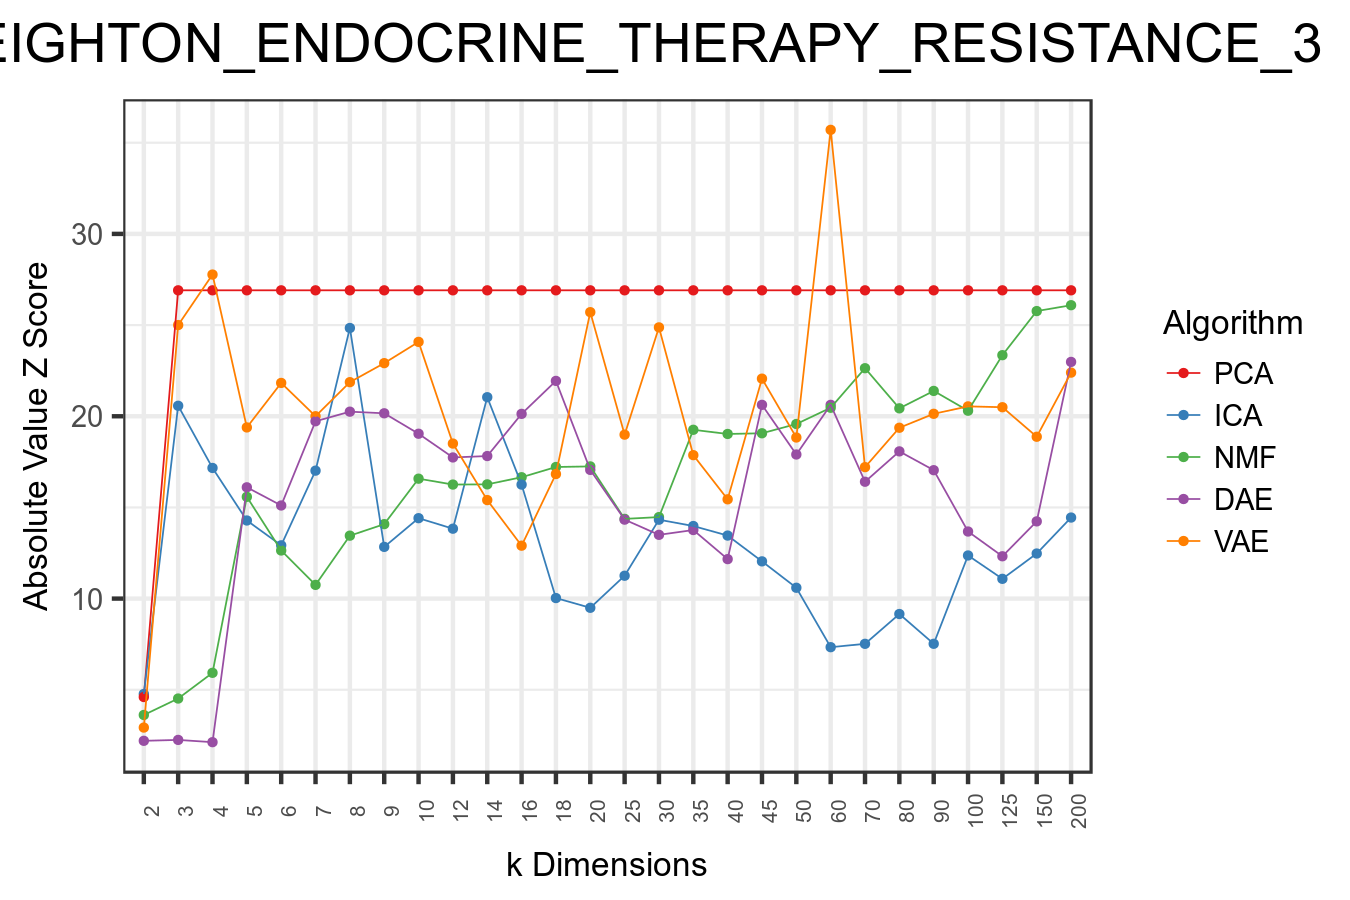 EIGHTON_ENDOCRINE_THERAPY_RESISTANCE_3
Absolute Value Z Score
30
20
10
2 3 4 5 6 7 8 9 10 12 14 16 18 20 25 30 35 40 45 50 60 70 80 90 100 125 150 200
k Dimensions
Algorithm
PCA
ICA
NMF
DAE
VAE